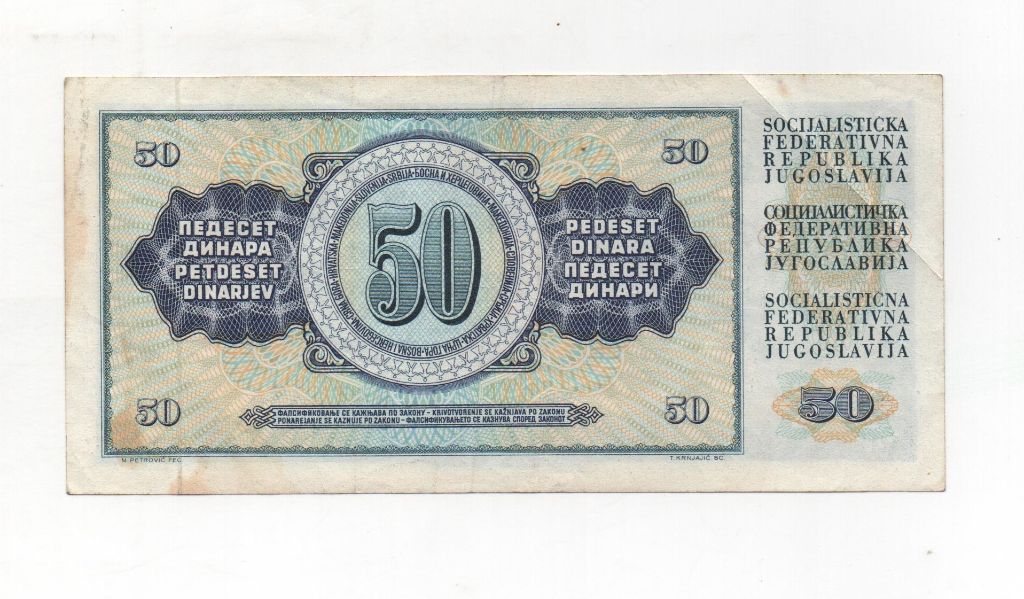 50
50
ПЕДЕСЕТ
ДИНАРА
PETDESET
DINARJEV
50
PEDESET
DINARA
ПЕДЕСЕТ
ДИНАРИ
50
50
ФАЛСИФИКОВАЊЕ СЕ КАЖЊАВА ПО ЗАКОНУ - KRIVOTVORENJE SE KAŽNJAVA PO ZAKONU
PONAREJANJE SE KAZNUJE PO ZAKONU - ФАЛСИФИКУВАЊЕТО СЕ КАЗНУВА СПОРЕД ЗАКОНОТ
M. PETROVIĆ FEC.
T. KRNJAJIĆ SC.
SOCIJALISTIČKA
FEDERATIVNA
REPUBLIKA
JUGOSLAVIJA
СОЦИЈАЛИСТИЧКА
ФЕДЕРАТИВНА
РЕПУБЛИКА
ЈУГОСЛАВИЈА
SOCIALISTIČNA
FEDERATIVNA
REPUBLIKA
JUGOSLAVIJA
50